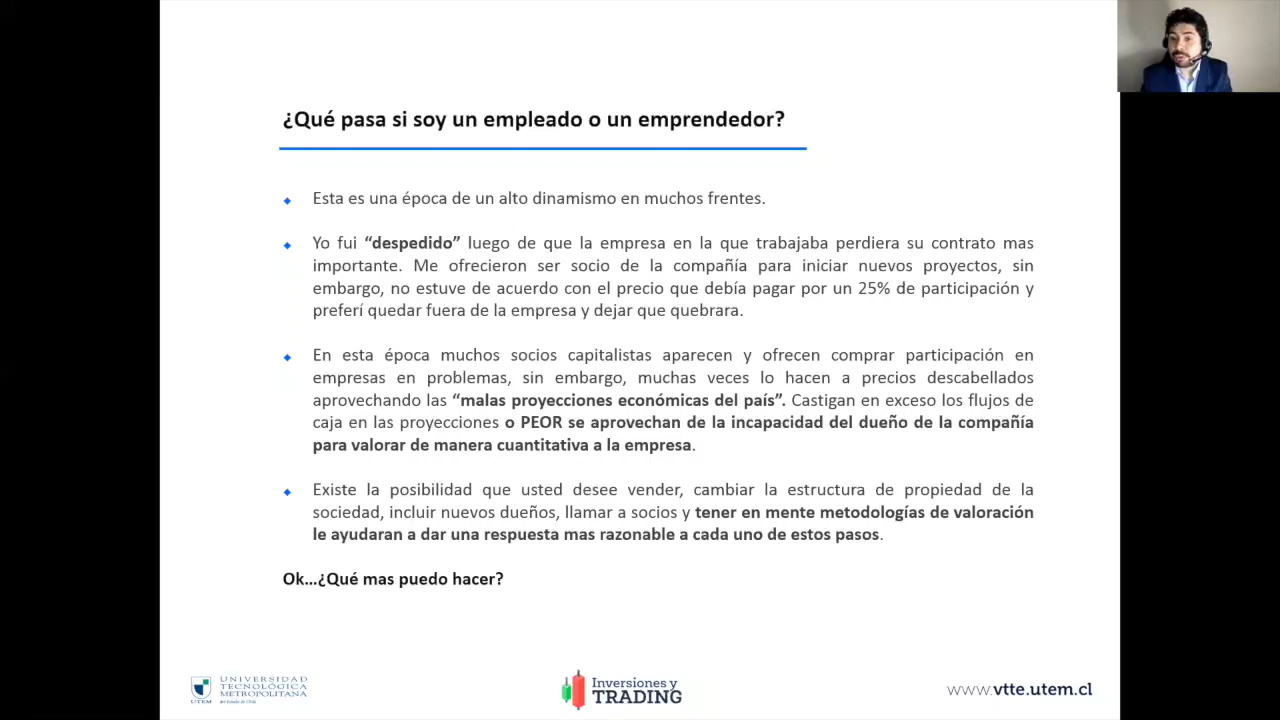 ¿Qué pasa si soy un empleado o un emprendedor?
Esta es una época de un alto dinamismo en muchos frentes.
Yo fui “despedido” luego de que la empresa en la que trabajaba perdiera su contrato mas
importante. Me ofrecieron ser socio de la compañía para iniciar nuevos proyectos, sin
embargo, no estuve de acuerdo con el precio que debía pagar por un 25% de participación y
preferí quedar fuera de la empresa y dejar que quebrara.
En esta época muchos socios capitalistas aparecen y ofrecen comprar participación en
empresas en problemas, sin embargo, muchas veces lo hacen a precios descabellados
aprovechando las “malas proyecciones económicas del país”. Castigan en exceso los flujos de
caja en las proyecciones o PEOR se aprovechan de la incapacidad del dueño de la compañía
para valorar de manera cuantitativa a la empresa.
Existe la posibilidad que usted desee vender, cambiar la estructura de propiedad de la
sociedad, incluir nuevos dueños, llamar a socios y tener en mente metodologías de valoración
le ayudaran a dar una respuesta mas razonable a cada uno de estos pasos.
Ok...¿Qué mas puedo hacer?
UTEM
UNIVERSIDAD
TECNOLÓGICA
METROPOLITANA
del Estado de Chile
Inversiones y
TRADING
www.vtte.utem.cl